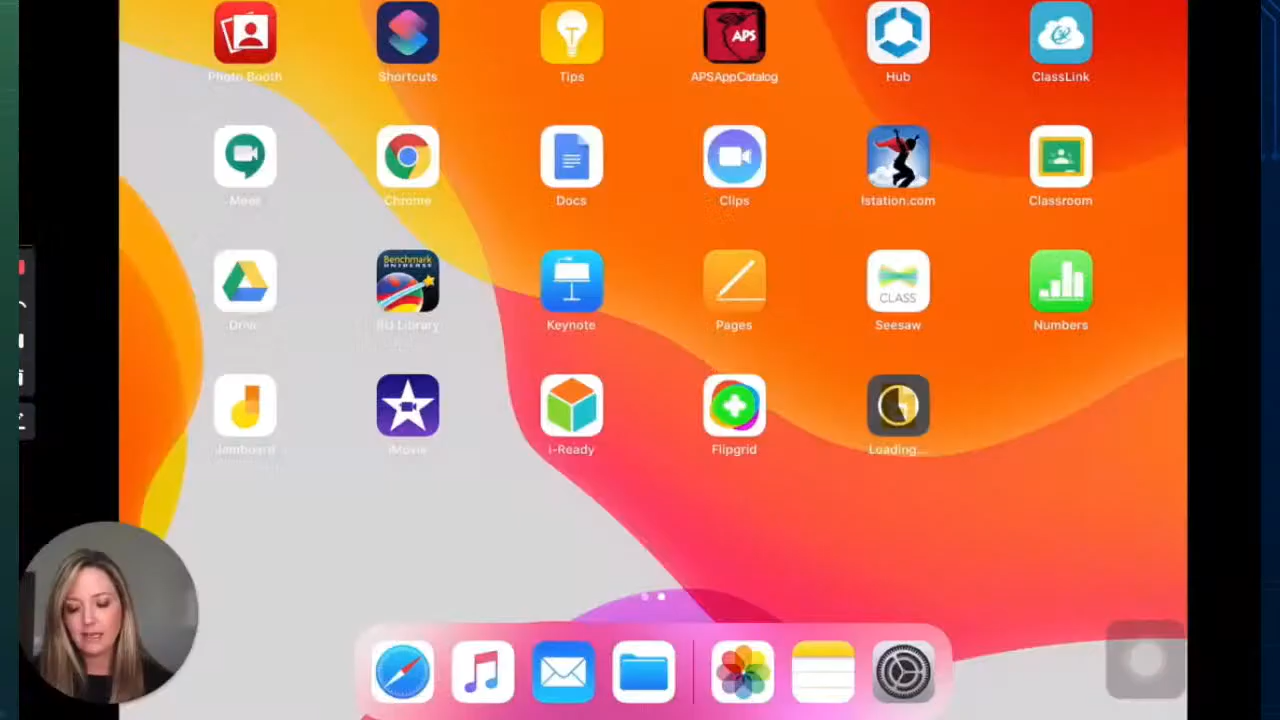 Photo Booth
Shortcuts
Tips
APS
APSAppCatalog
Hub
ClassLink
Meet
Chrome
Docs
Clips
Istation.com
Classroom
Drive
Benchmark
UNIVERSE
BU Library
Keynote
Pages
CLASS
Seesaw
Numbers
Jamboard
iMovie
i-Ready
Flipgrid
Loading...